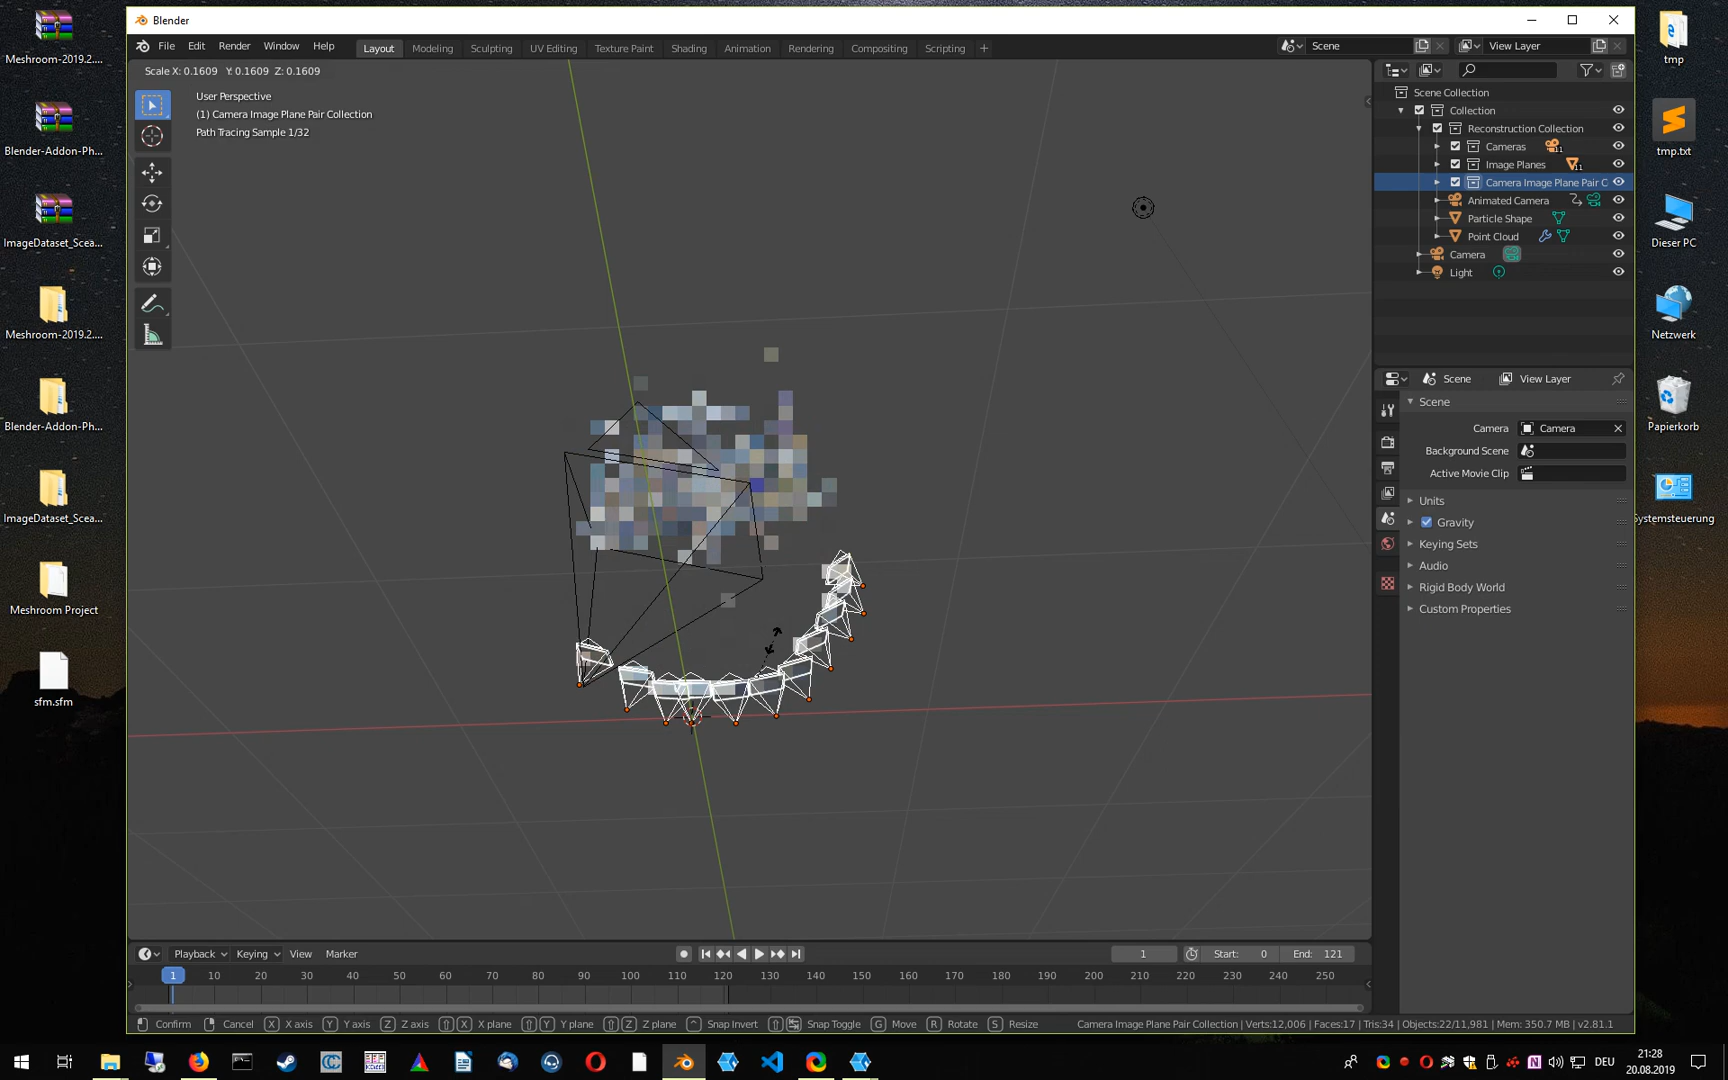 Blender
File Edit Render Window Help
Layout Modeling Sculpting UV Editing Texture Paint Shading Animation Rendering Compositing Scripting +
Scene View Layer
Scale X: 0.1609 Y: 0.1609 Z: 0.1609
User Perspective
(1) Camera Image Plane Pair Collection
Path Tracing Sample 1/32
Scene Collection
Collection
Reconstruction Collection
Cameras 11
Image Planes 11
Camera Image Plane Pair C
Animated Camera
Particle Shape
Point Cloud
Camera
Light
Scene View Layer
Scene
Camera Camera
Background Scene
Active Movie Clip
Units
Gravity
Keying Sets
Audio
Rigid Body World
Custom Properties
Playback Keying View Marker
1 Start: 0 End: 121
1 10 20 30 40 50 60 70 80 90 100 110 120 130 140 150 160 170 180 190 200 210 220 230 240 250
Confirm Cancel X X axis Y Y axis Z Z axis X X plane Y Y plane Z Z plane Snap Invert Snap Toggle G Move R Rotate S Resize
Camera Image Plane Pair Collection | Verts:12,006 | Faces:17 | Tris:34 | Objects:22/11,981 | Mem: 350.7 MB | v2.81.1
Meshroom-2019.2....
Blender-Addon-Ph...
ImageDataset_Scea...
Meshroom-2019.2....
Blender-Addon-Ph...
ImageDataset_Scea...
Meshroom Project
sfm.sfm
tmp
tmp.txt
Dieser PC
Netzwerk
Papierkorb
Systemsteuerung
DEU
21:28
20.08.2019